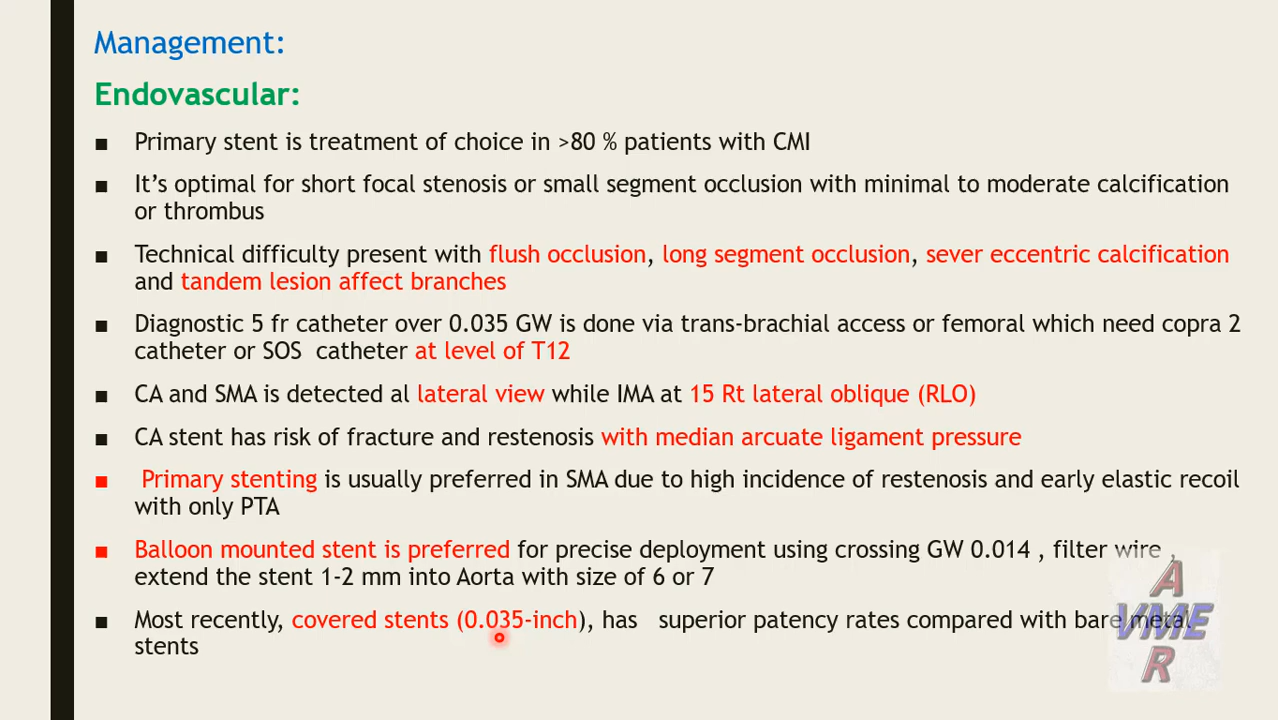 Management:
Endovascular:
■ Primary stent is treatment of choice in >80 % patients with CMI
■ It’s optimal for short focal stenosis or small segment occlusion with minimal to moderate calcification
or thrombus
■ Technical difficulty present with flush occlusion, long segment occlusion, sever eccentric calcification
and tandem lesion affect branches
■ Diagnostic 5 fr catheter over 0.035 GW is done via trans-brachial access or femoral which need copra 2
catheter or SOS catheter at level of T12
■ CA and SMA is detected al lateral view while IMA at 15 Rt lateral oblique (RLO)
■ CA stent has risk of fracture and restenosis with median arcuate ligament pressure
■ Primary stenting is usually preferred in SMA due to high incidence of restenosis and early elastic recoil
with only PTA
■ Balloon mounted stent is preferred for precise deployment using crossing GW 0.014 , filter wire ,
extend the stent 1-2 mm into Aorta with size of 6 or 7
■ Most recently, covered stents (0.035-inch), has superior patency rates compared with bare metal
stents
A
VME
R